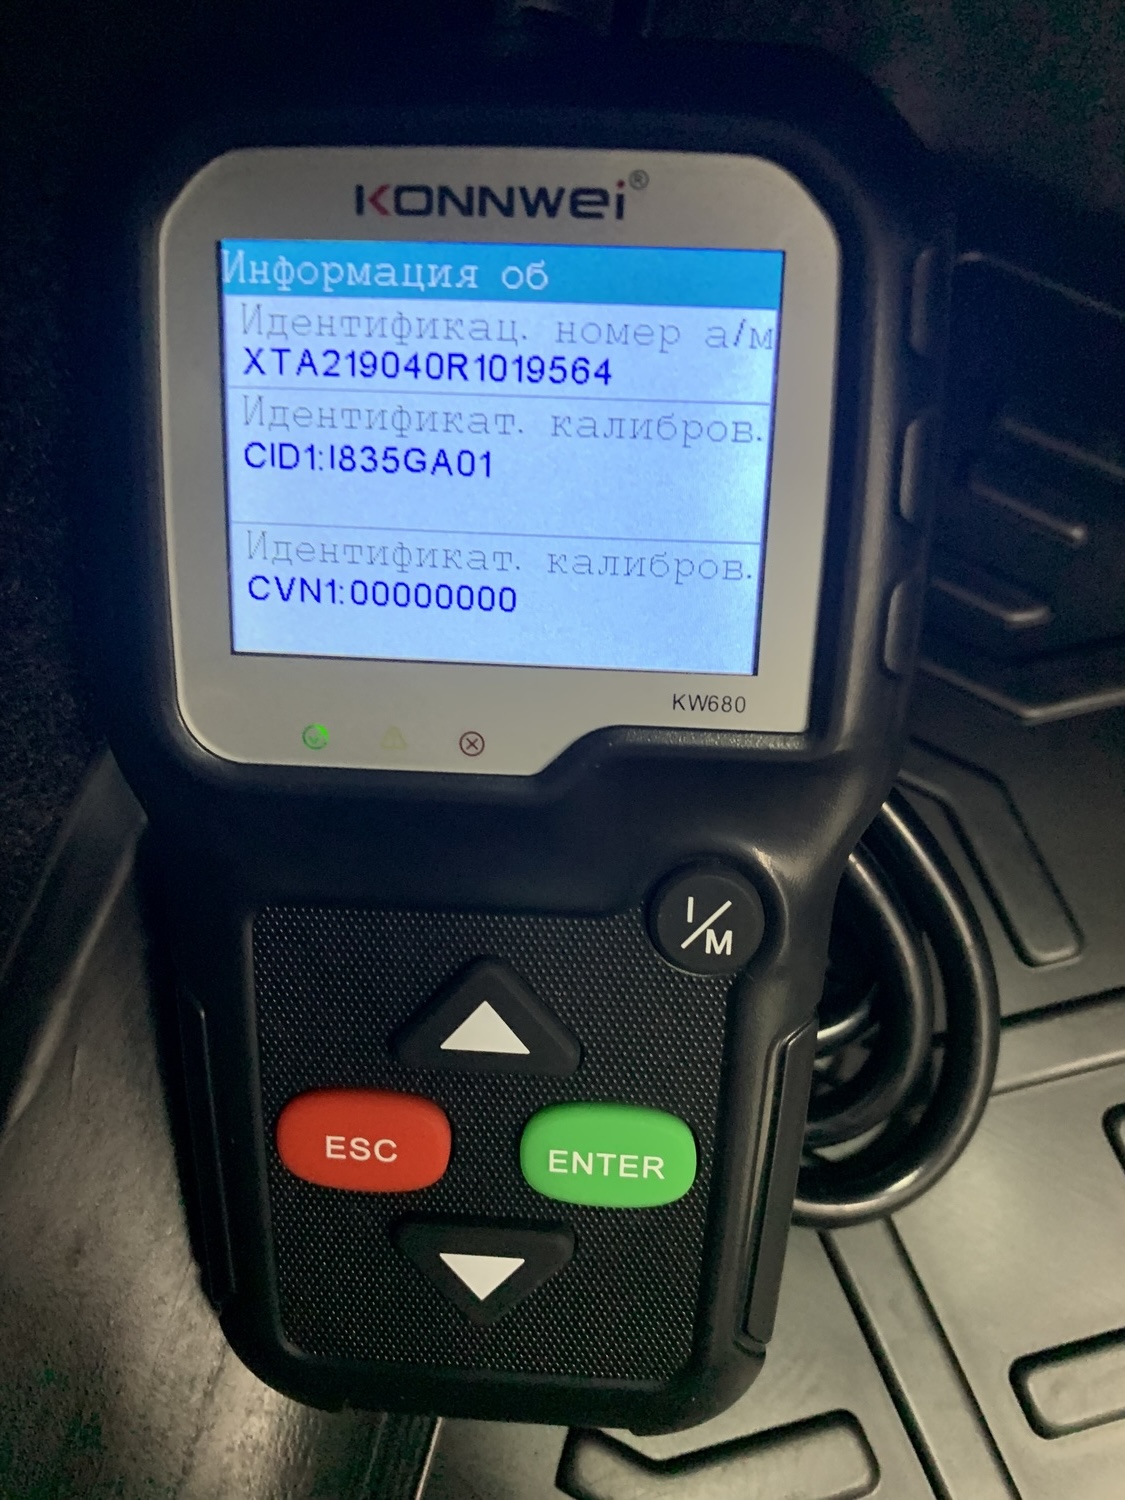 KONNWEI®
Информация об
Идентификац. номер а/м
XTA219040R1019564
Идентификат. калибров.
CID1:I835GA01
Идентификат. калибров.
CVN1:00000000
KW680
I/M
ESC
ENTER